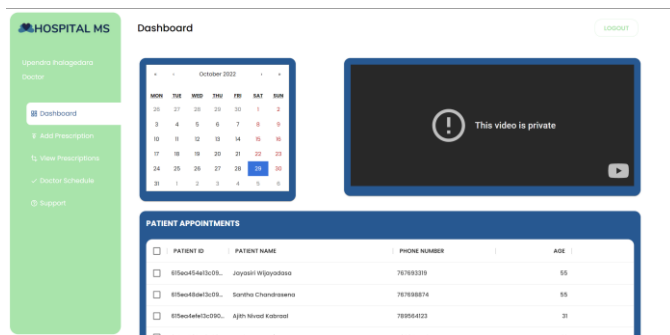 HOSPITAL MS
Dashboard
LOGOUT
Upendra Ihalagedara
Doctor
Dashboard
Add Prescription
View Prescriptions
Doctor Schedule
Support
« ‹ October 2022 › »
MON TUE WED THU FRI SAT SUN
26 27 28 29 30 1 2
3 4 5 6 7 8 9
10 11 12 13 14 15 16
17 18 19 20 21 22 23
24 25 26 27 28 29 30
31 1 2 3 4 5 6
This video is private
PATIENT APPOINTMENTS
PATIENT ID PATIENT NAME PHONE NUMBER AGE
615ea454e13c09... Jayasiri Wijayadasa 767693319 55
615ea48de13c09... Santha Chandrasena 767698874 55
615ea4efe13c090... Ajith Nivad Kabraal 789564123 31